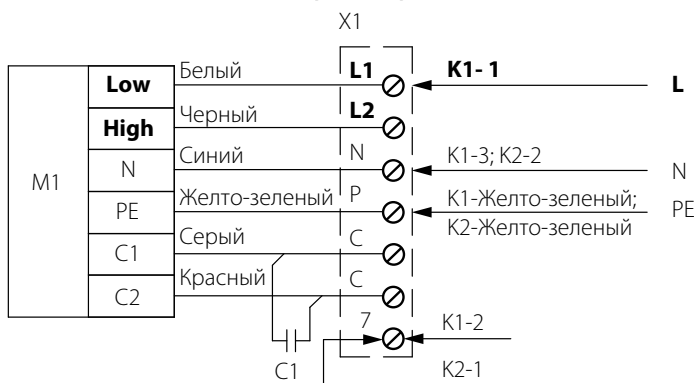 X1
Low Белый L1 K1- 1 L
High Черный L2
M1 N Синий N K1-3; K2-2 N
PE Желто-зеленый P K1-Желто-зеленый; PE
K2-Желто-зеленый
C1 Серый C
C2 Красный C
7 K1-2
C1 K2-1